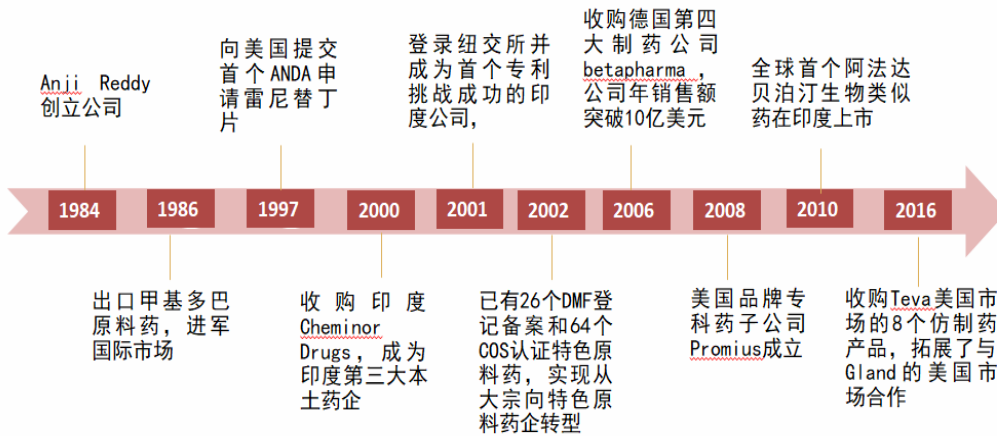 Anji Reddy
创立公司
向美国提交
首个ANDA申
请雷尼替丁
片
登录纽交所并
成为首个专利
挑战成功的印
度公司,
收购德国第四
大制药公司
betapharma，
公司年销售额
突破10亿美元
全球首个阿法达
贝泊汀生物类似
药在印度上市
1984
1986
1997
2000
2001
2002
2006
2008
2010
2016
出口甲基多巴
原料药，进军
国际市场
收购印度
Cheminor
Drugs，成为
印度第三大本
土药企
已有26个DMF登
记备案和64个
COS认证特色原
料药，实现从
大宗向特色原
料药企转型
美国品牌专
科药子公司
Promius成立
收购Teva美国市
场的8个仿制药
产品，拓展了与
Gland的美国市
场合作